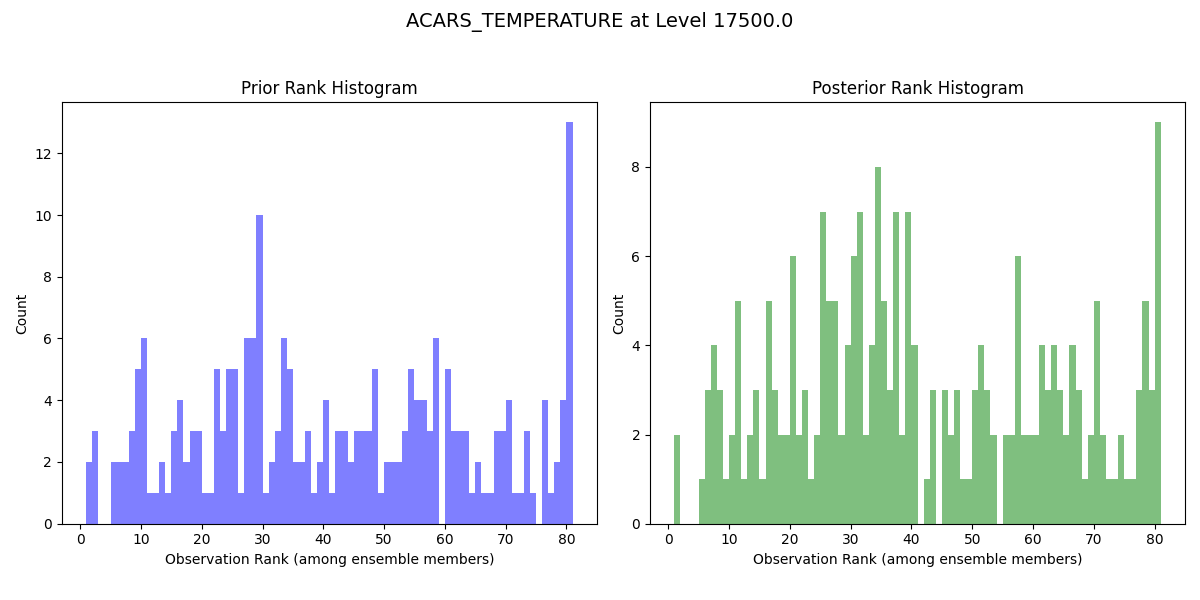 ACARS_TEMPERATURE at Level 17500.0
Prior Rank Histogram
Count
12
10
8
6
4
2
0
0 10 20 30 40 50 60 70 80
Observation Rank (among ensemble members)
Posterior Rank Histogram
Count
8
6
4
2
0
0 10 20 30 40 50 60 70 80
Observation Rank (among ensemble members)